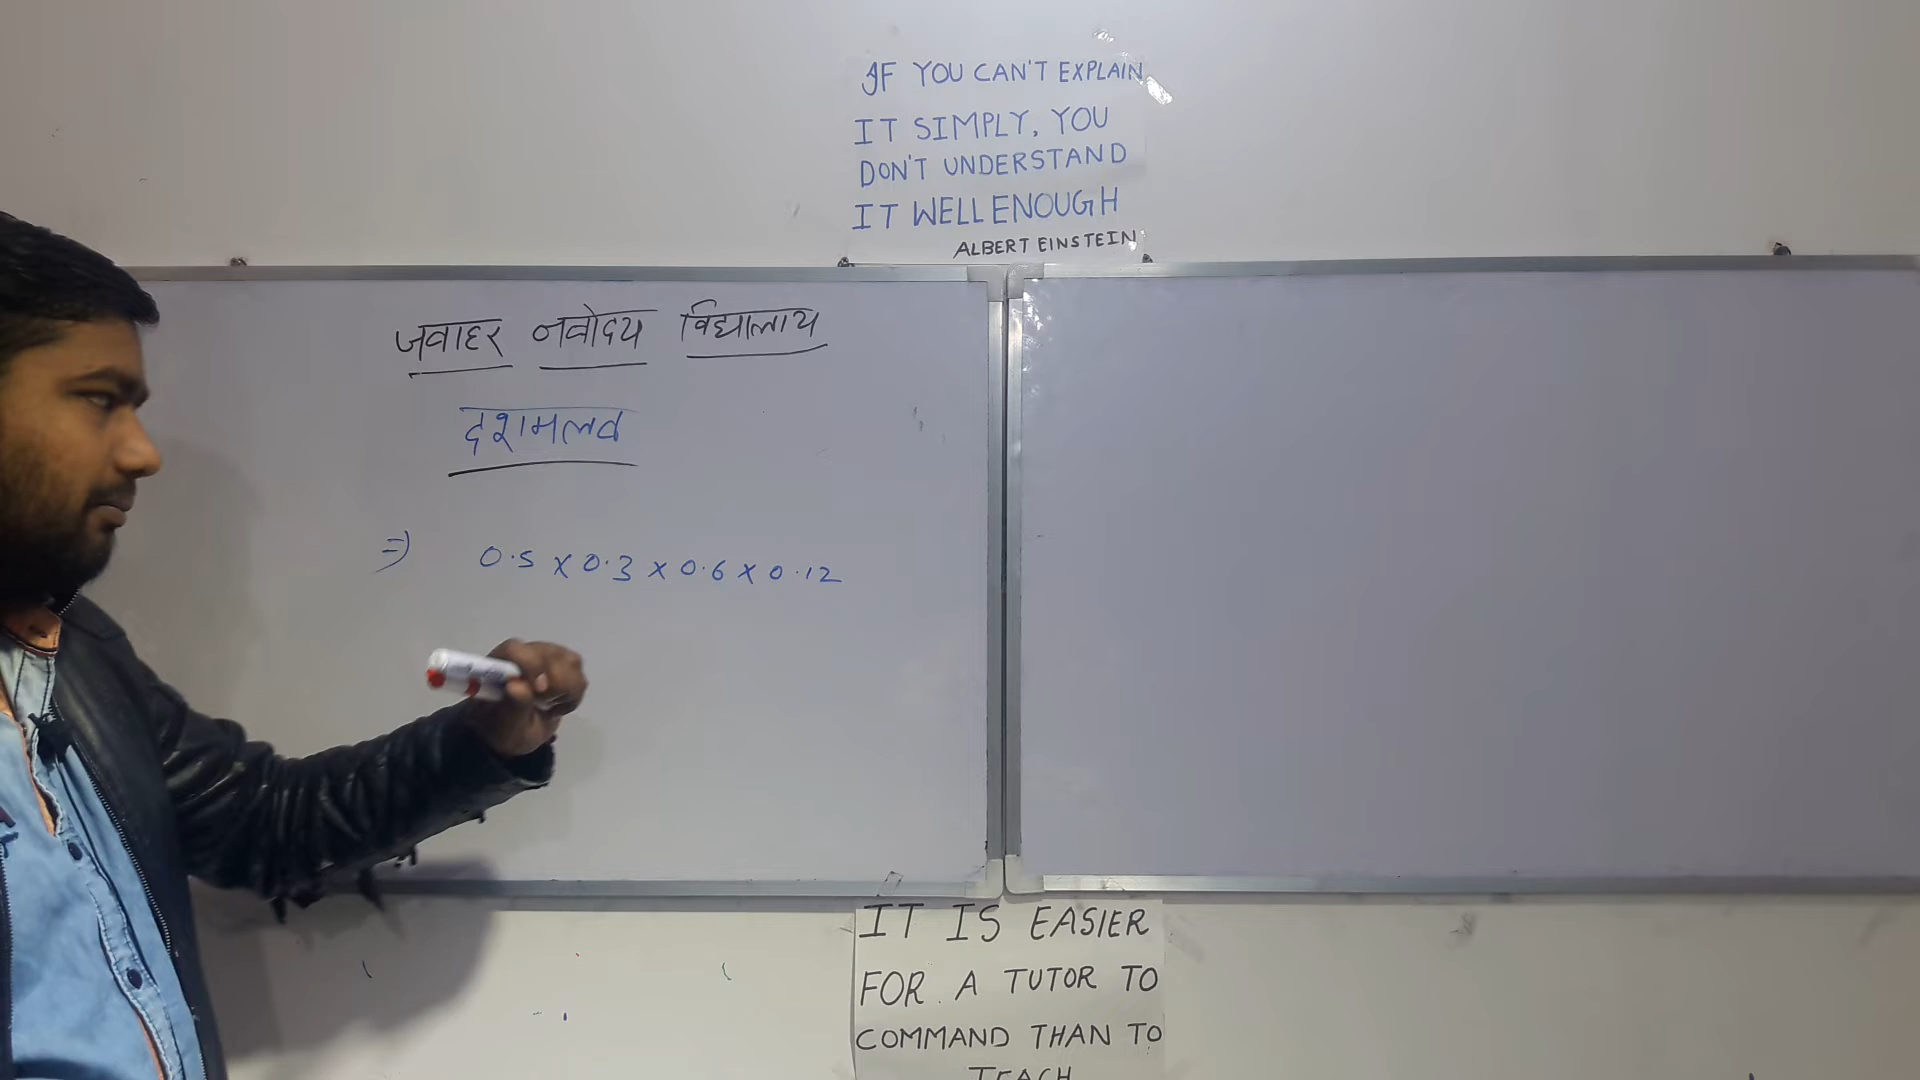 IF YOU CAN'T EXPLAIN
IT SIMPLY, YOU
DON'T UNDERSTAND
IT WELL ENOUGH
ALBERT EINSTEIN
जवाहर नवोदय विद्यालाय
दशमलव
⇒ 0.5 x 0.3 x 0.6 x 0.12
IT IS EASIER
FOR A TUTOR TO
COMMAND THAN TO
TEACH